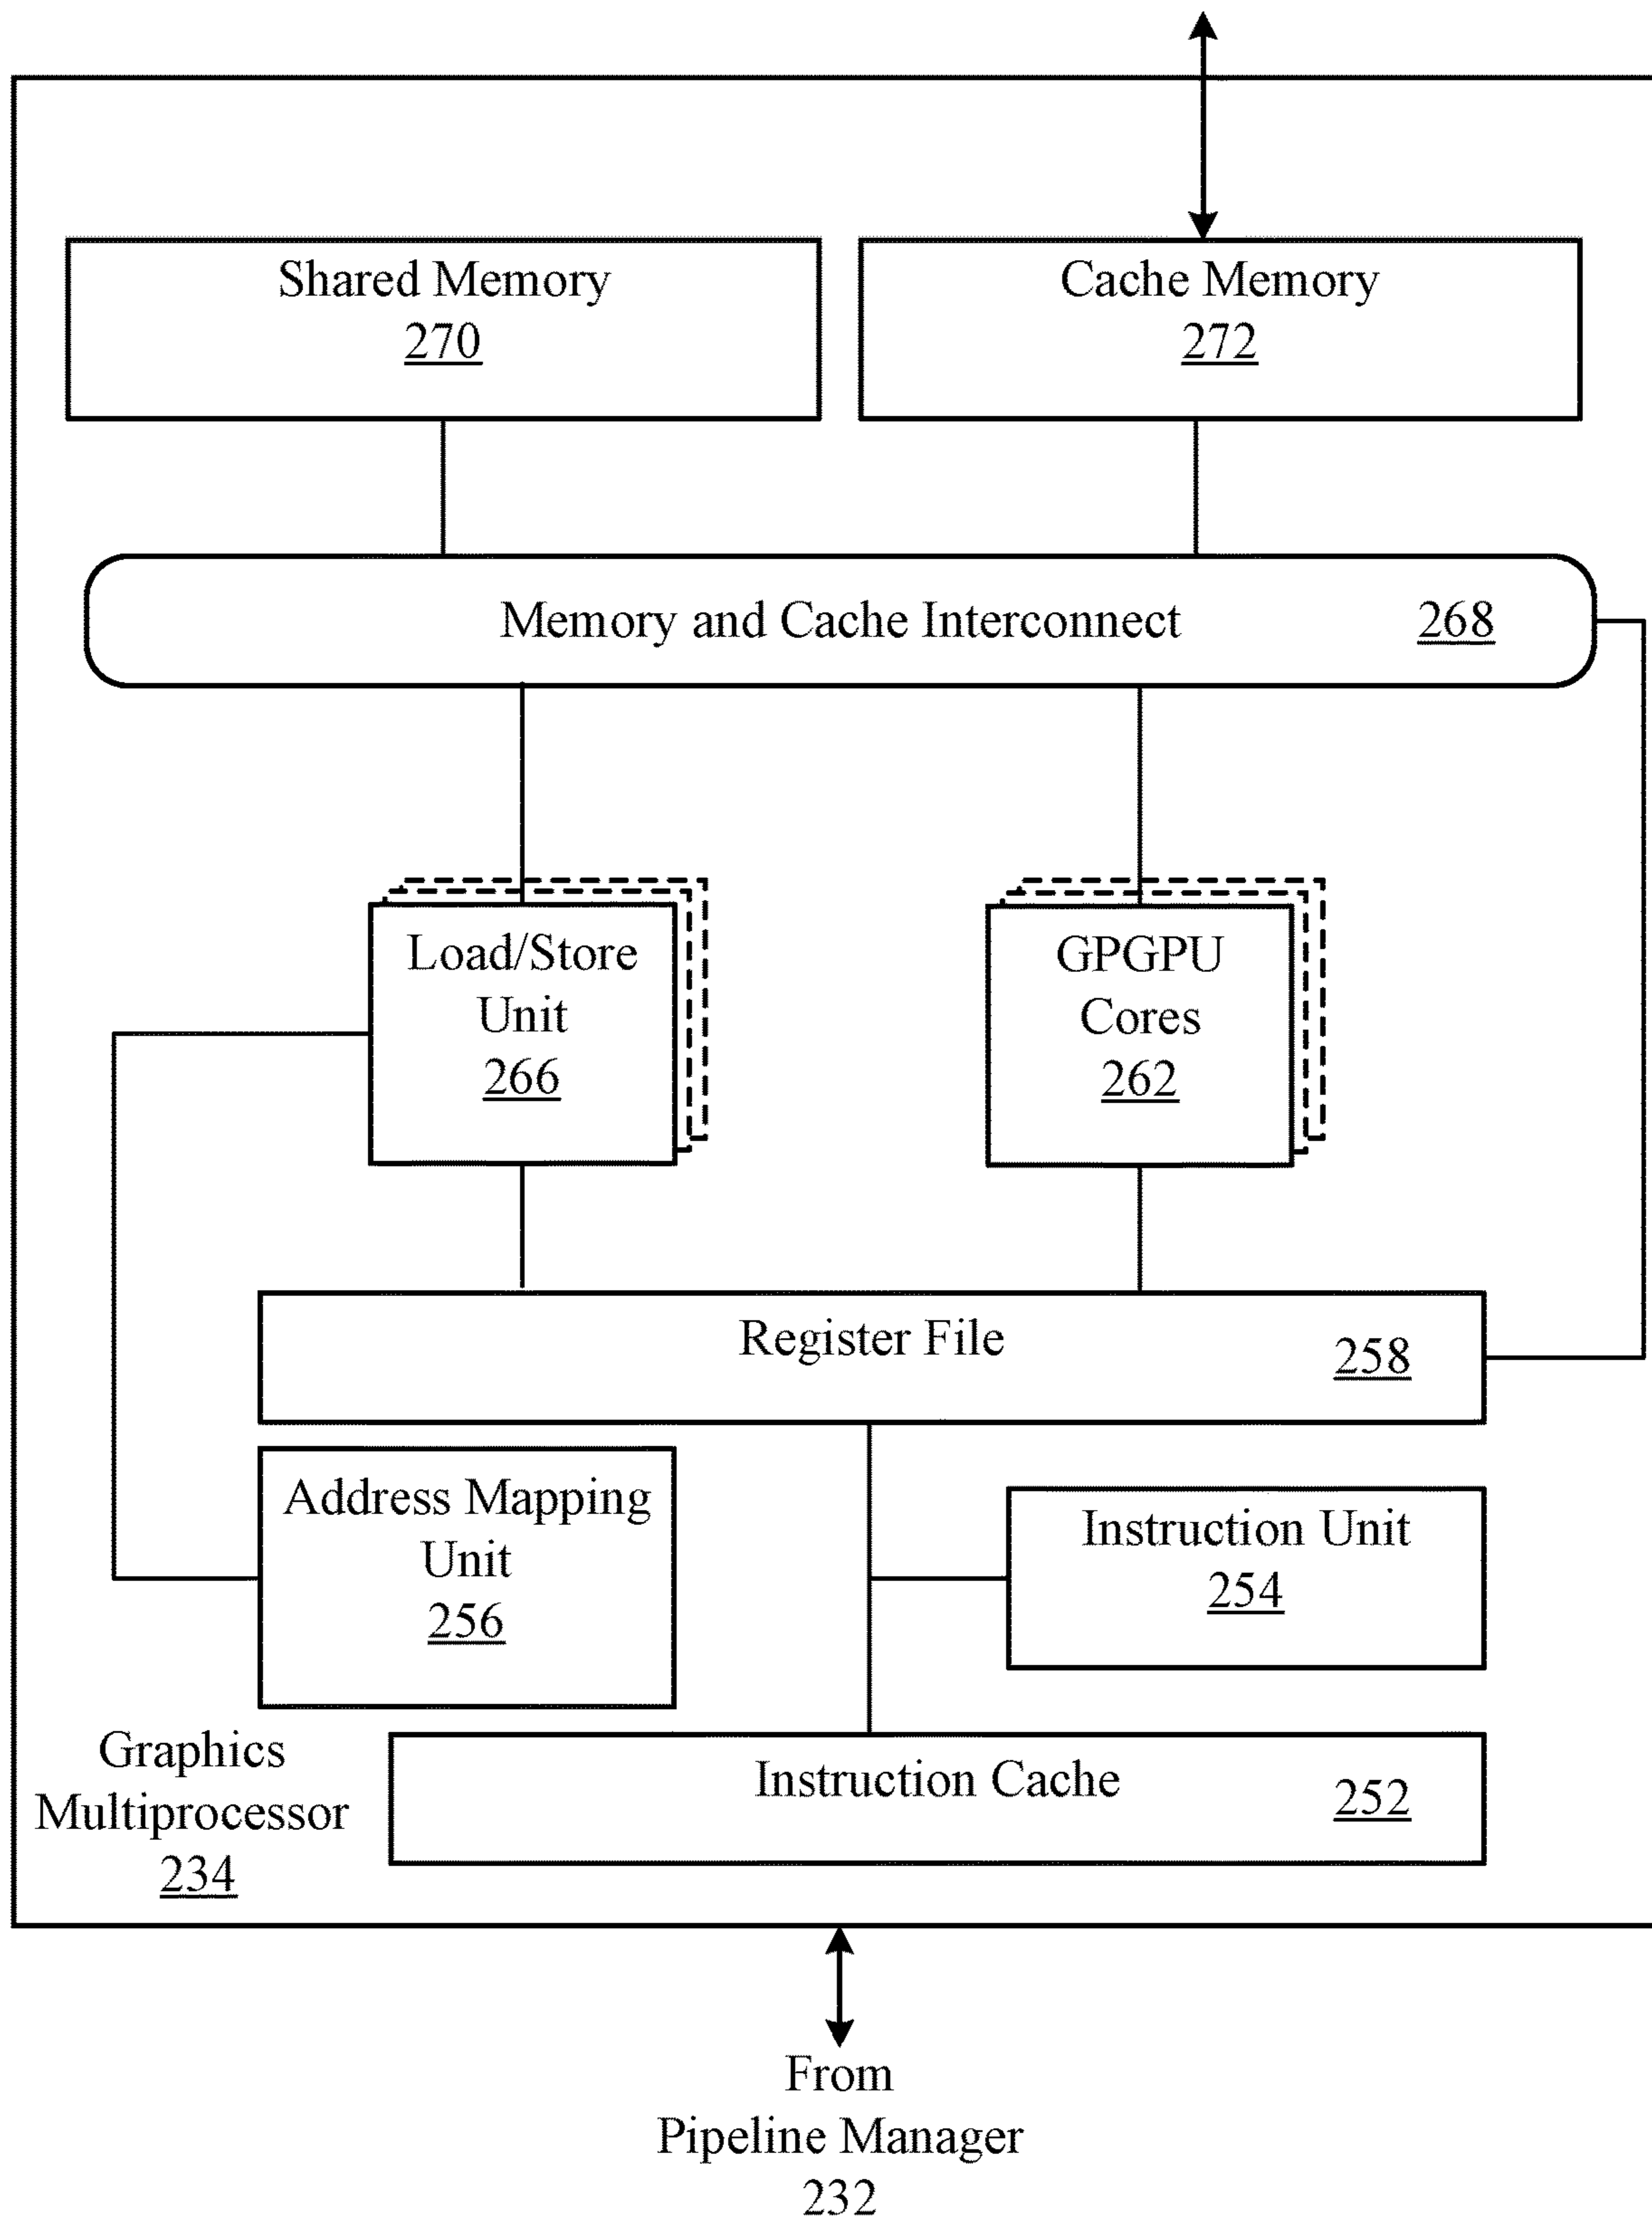 Shared Memory
270
Cache Memory
272
Memory and Cache Interconnect 268
Load/Store
Unit
266
GPGPU
Cores
262
Register File 258
Address Mapping
Unit
256
Instruction Unit
254
Graphics
Multiprocessor
234
Instruction Cache 252
From
Pipeline Manager
232